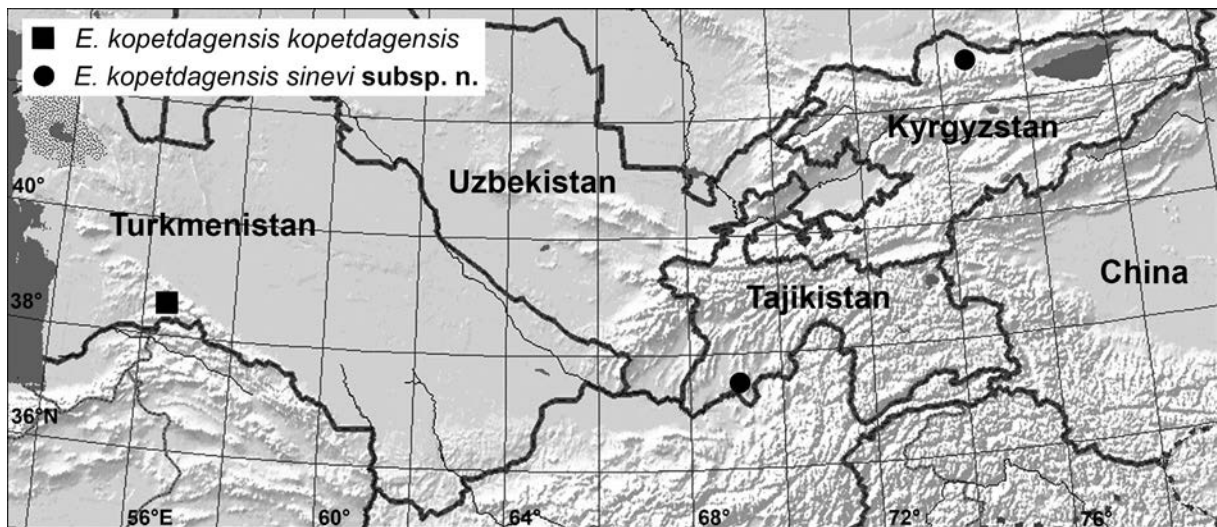 E. kopetdagensis kopetdagensis
E. kopetdagensis sinevi subsp. n.
Kyrgyzstan
Uzbekistan
40°
Turkmenistan
China
38°
Tajikistan
36°N
56°E 60° 64° 68° 72° 76°